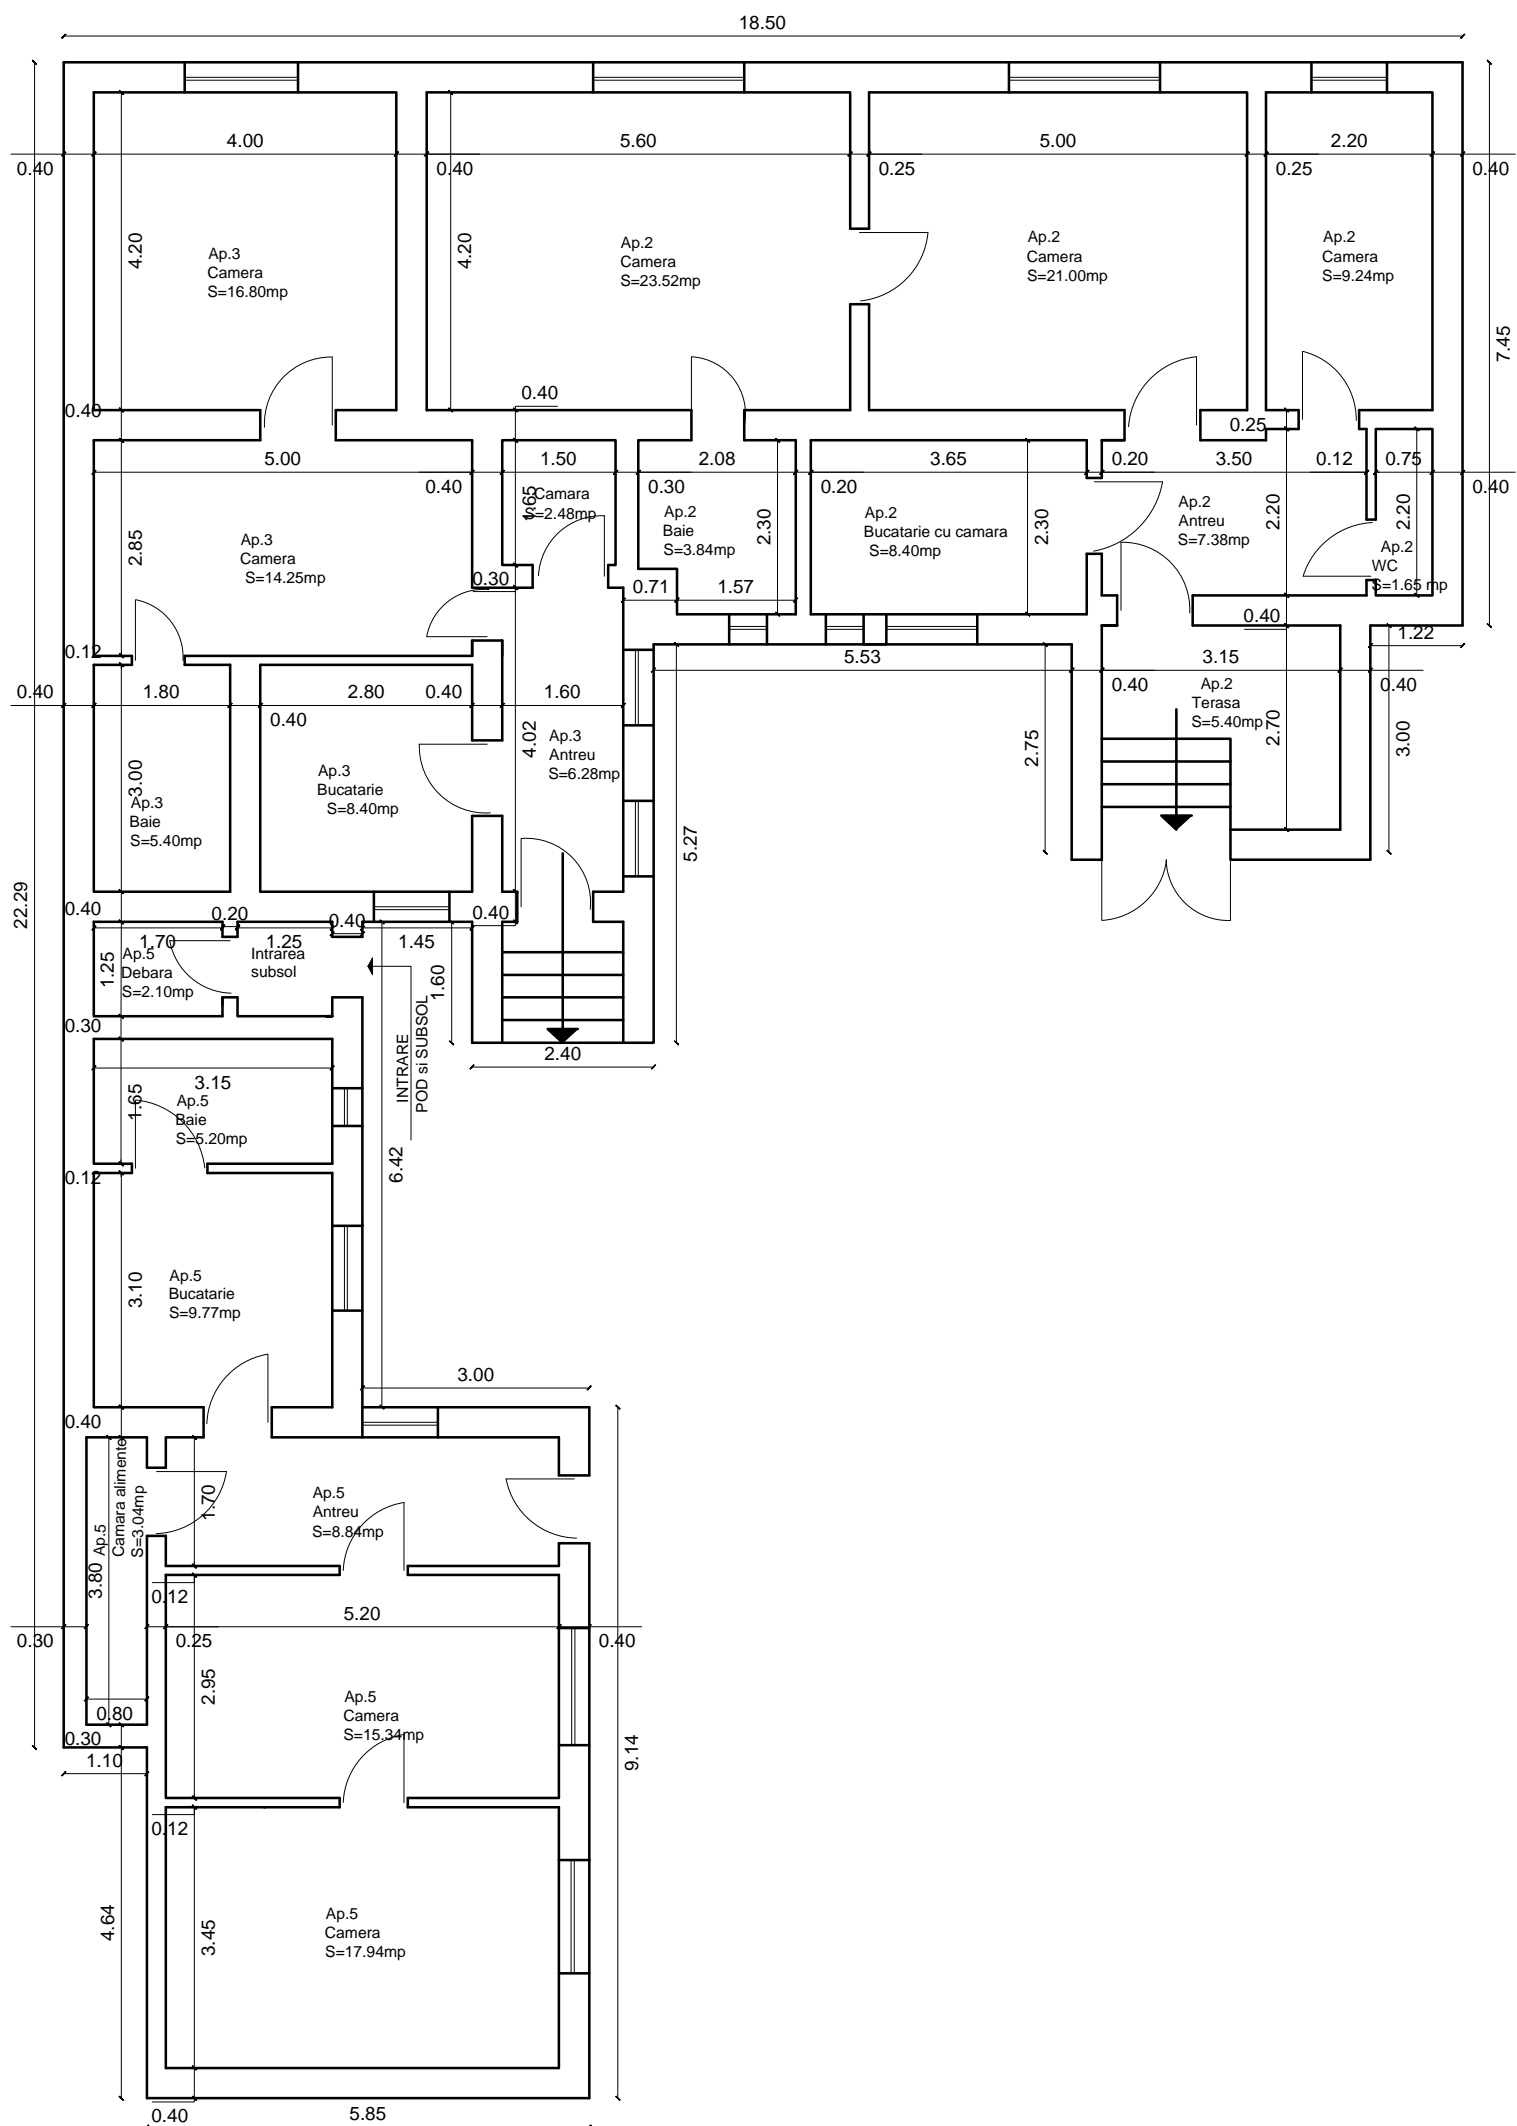 18.50
4.00
5.60
5.00
2.20
0.40
0.40
0.25
0.25
0.40
4.20
4.20
7.45
Ap.3
Camera
S=16.80mp
Ap.2
Camera
S=23.52mp
Ap.2
Camera
S=21.00mp
Ap.2
Camera
S=9.24mp
0.40
0.40
0.25
5.00
1.50
2.08
3.65
0.20
3.50
0.12
0.75
0.40
0.30
0.20
0.40
1.65
Camara
S=2.48mp
Ap.2
Baie
S=3.84mp
2.30
Ap.2
Bucatarie cu camara
S=8.40mp
2.30
Ap.2
Antreu
S=7.38mp
2.20
2.20
Ap.2
WC
S=1.65 mp
2.85
Ap.3
Camera
S=14.25mp
0.30
0.71
1.57
0.40
1.22
0.12
5.53
3.15
0.40
1.80
2.80
0.40
1.60
0.40
0.40
0.40
Ap.2
Terasa
S=5.40mp
2.70
2.75
3.00
4.02
Ap.3
Antreu
S=6.28mp
3.00
Ap.3
Baie
S=5.40mp
Ap.3
Bucatarie
S=8.40mp
5.27
22.29
0.40
0.20
0.40
0.40
1.70
1.25
1.45
1.25
Ap.5
Debara
S=2.10mp
Intrarea
subsol
1.60
INTRARE
POD si SUBSOL
0.30
2.40
3.15
1.65
Ap.5
Baie
S=5.20mp
0.12
6.42
3.10
Ap.5
Bucatarie
S=9.77mp
3.00
0.40
Ap.5
Camara alimente
S=3.04mp
1.70
Ap.5
Antreu
S=8.84mp
3.80
0.12
5.20
0.30
0.25
0.40
2.95
Ap.5
Camera
S=15.34mp
0.80
0.30
1.10
9.14
0.12
4.64
3.45
Ap.5
Camera
S=17.94mp
0.40
5.85